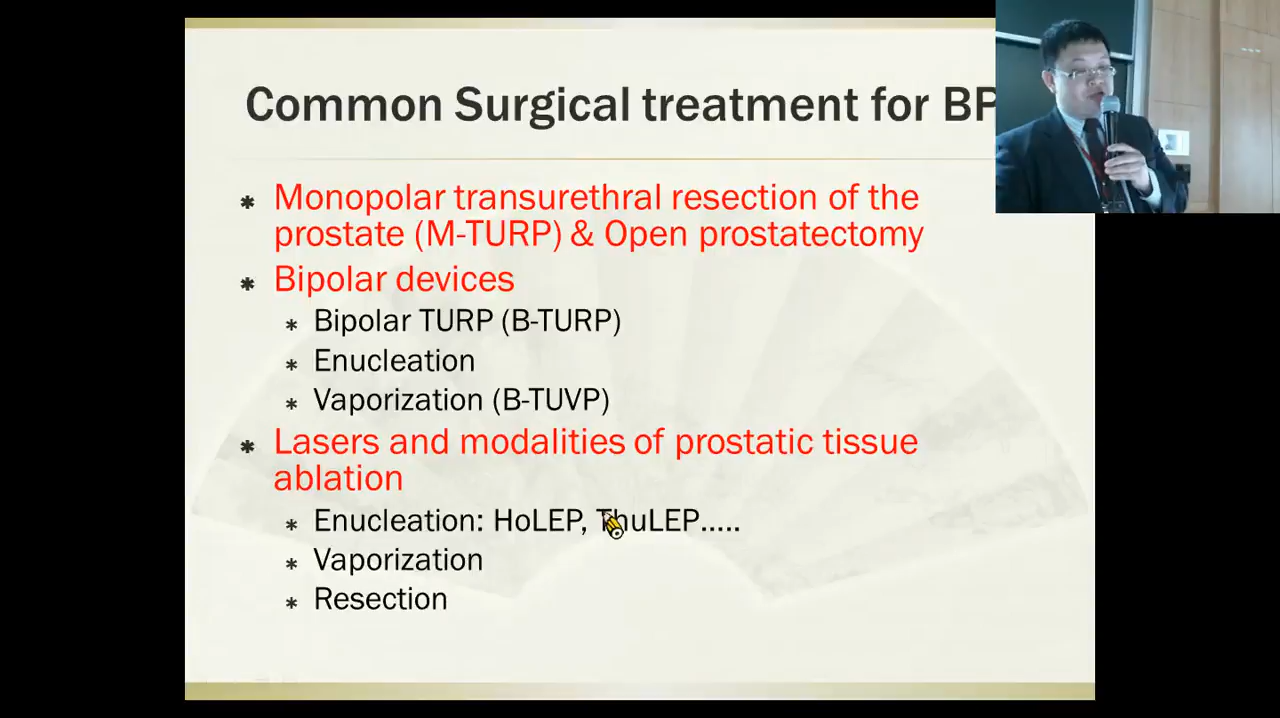 Common Surgical treatment for BP
* Monopolar transurethral resection of the
prostate (M-TURP) & Open prostatectomy
* Bipolar devices
* Bipolar TURP (B-TURP)
* Enucleation
* Vaporization (B-TUVP)
* Lasers and modalities of prostatic tissue
ablation
* Enucleation: HoLEP, ThuLEP.....
* Vaporization
* Resection